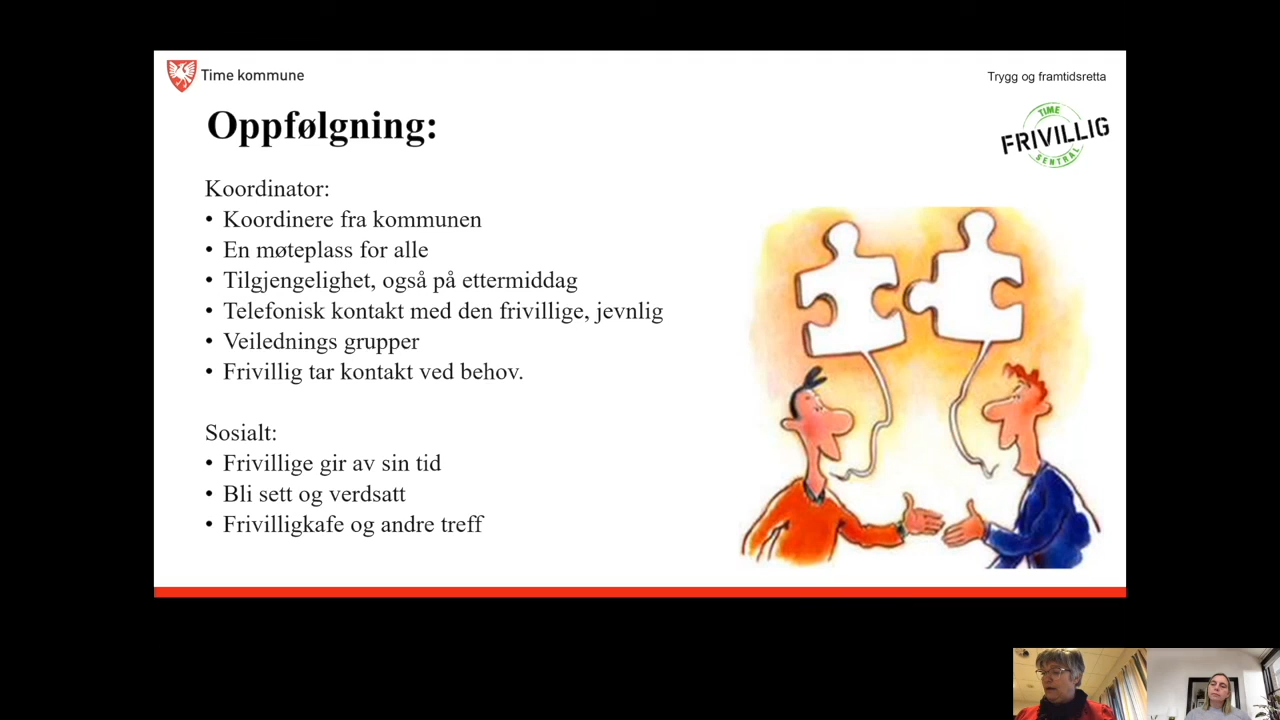 Time kommune
Trygg og framtidsretta
TIME
FRIVILLIG
SENTRAL
Oppfølgning:
Koordinator:
• Koordinere fra kommunen
• En møteplass for alle
• Tilgjengelighet, også på ettermiddag
• Telefonisk kontakt med den frivillige, jevnlig
• Veilednings grupper
• Frivillig tar kontakt ved behov.
Sosialt:
• Frivillige gir av sin tid
• Bli sett og verdsatt
• Frivilligkafe og andre treff